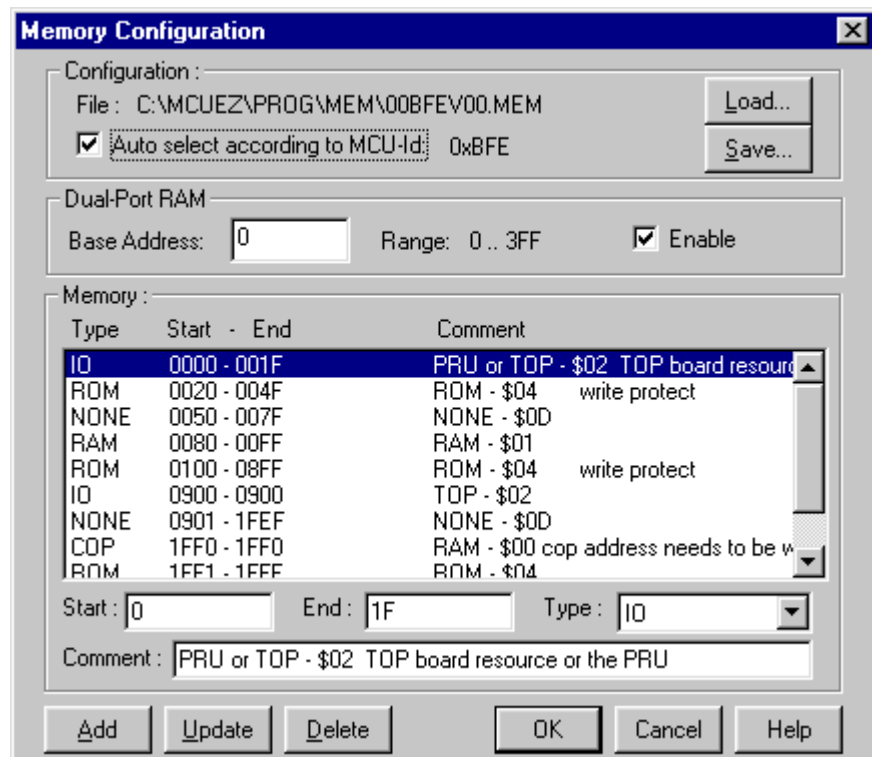 Memory Configuration
Configuration :
File : C:\MCUEZ\PROG\MEM\00BFEV00.MEM
Load...
Auto select according to MCU-Id: 0xBFE
Save...
Dual-Port RAM
Base Address: 0 Range: 0 .. 3FF Enable
Memory :
Type Start - End Comment
IO 0000 - 001F PRU or TOP - $02 TOP board resourc
ROM 0020 - 004F ROM - $04 write protect
NONE 0050 - 007F NONE - $0D
RAM 0080 - 00FF RAM - $01
ROM 0100 - 08FF ROM - $04 write protect
IO 0900 - 0900 TOP - $02
NONE 0901 - 1FEF NONE - $0D
COP 1FF0 - 1FF0 RAM - $00 cop address needs to be w
ROM 1FF1 - 1FFF ROM - $04
Start : 0 End : 1F Type : IO
Comment : PRU or TOP - $02 TOP board resource or the PRU
Add Update Delete OK Cancel Help